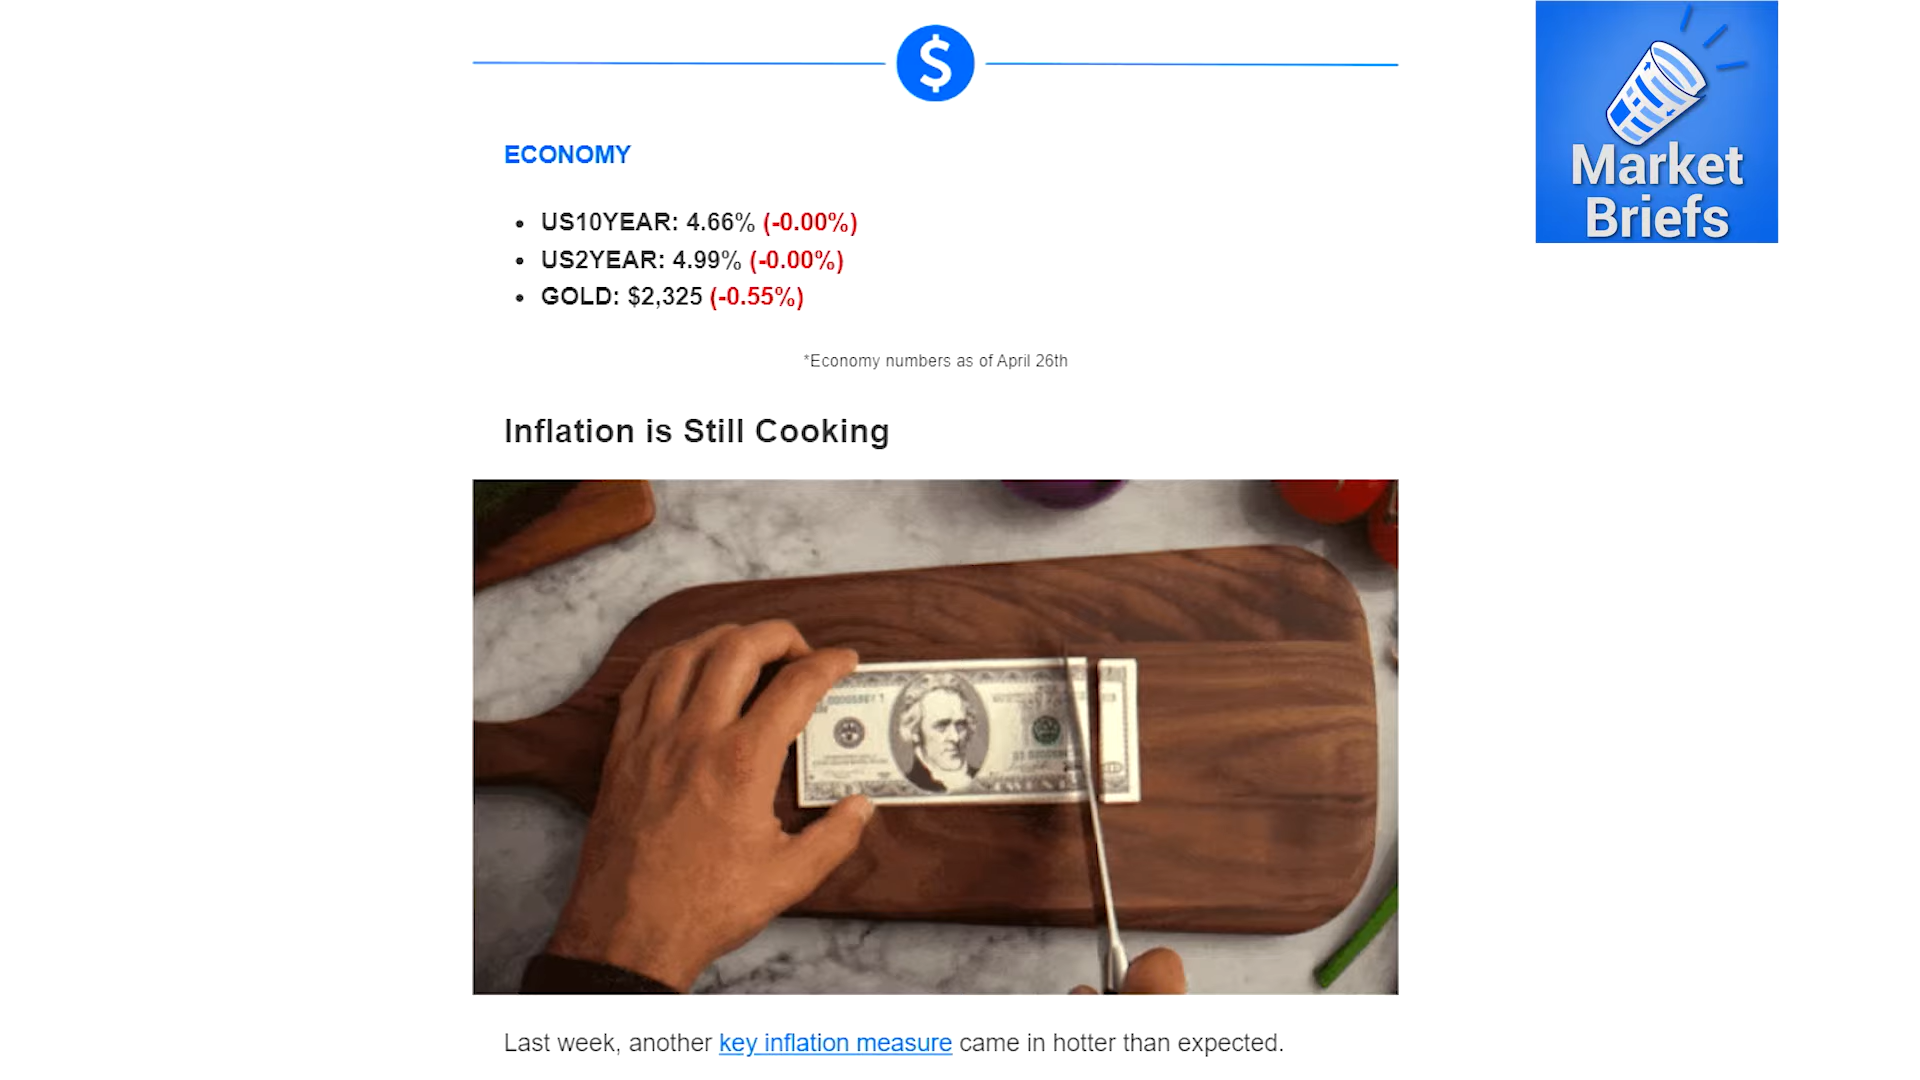 $
Market
Briefs
ECONOMY
• US10YEAR: 4.66% (-0.00%)
• US2YEAR: 4.99% (-0.00%)
• GOLD: $2,325 (-0.55%)
*Economy numbers as of April 26th
Inflation is Still Cooking
Last week, another key inflation measure came in hotter than expected.